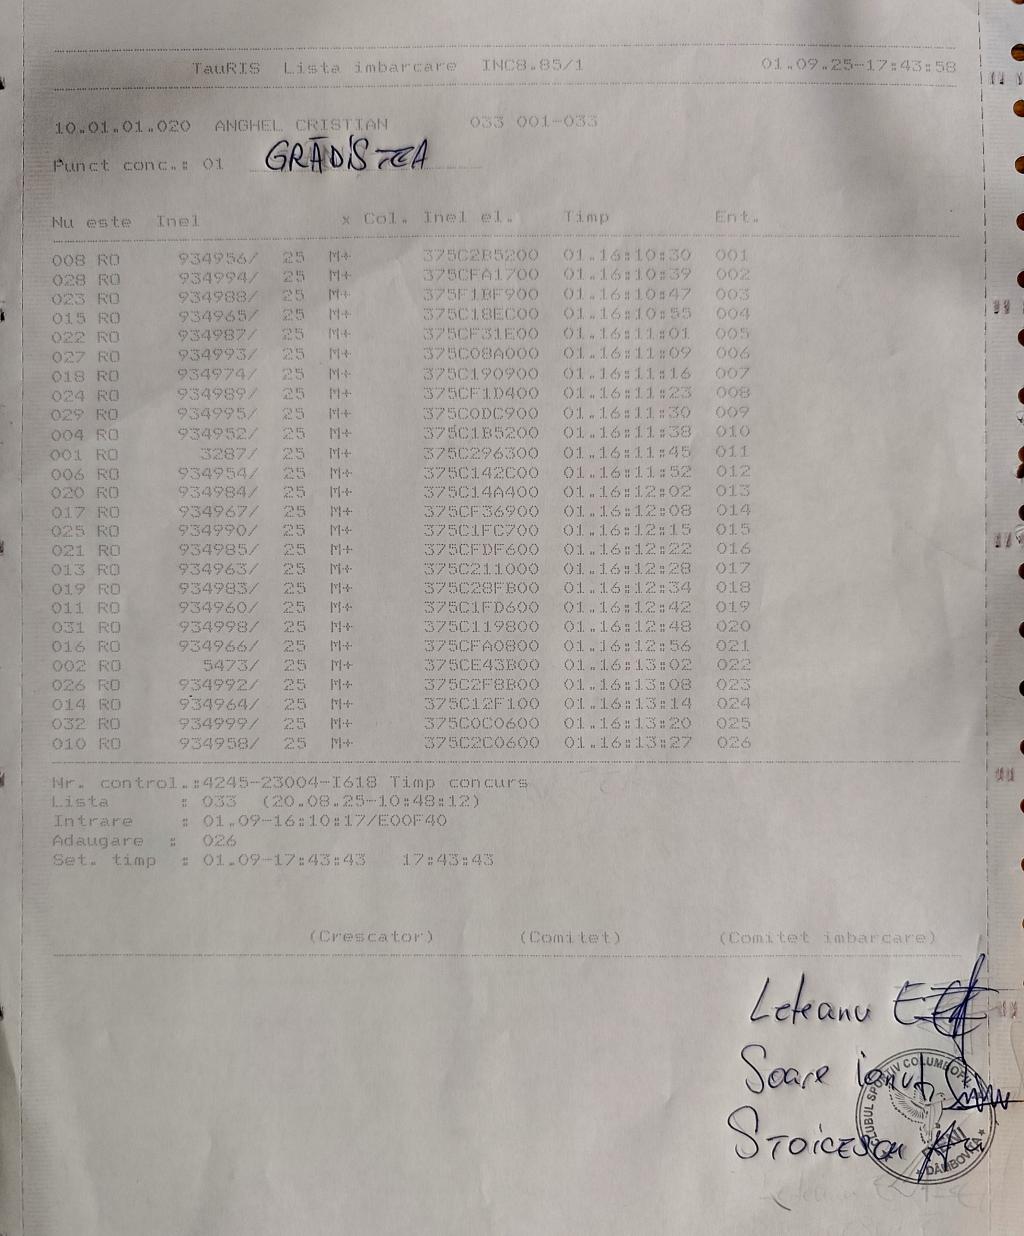 TauRIS Lista imbarcare INC8.85/1 01.09.25-17:43:58
10.01.01.020 ANGHEL CRISTIAN 033 001-033
Punct conc.: 01 GRĂDIȘTEA
Nu este Inel x Col. Inel el. Timp Ent.
008 RO 934956/ 25 M+ 375C2B5200 01.16:10:30 001
028 RO 934994/ 25 M+ 375CFA1700 01.16:10:39 002
023 RO 934988/ 25 M+ 375F1BF900 01.16:10:47 003
015 RO 934965/ 25 M+ 375C18EC00 01.16:10:55 004
022 RO 934987/ 25 M+ 375CF31E00 01.16:11:01 005
027 RO 934993/ 25 M+ 375C08A000 01.16:11:09 006
018 RO 934974/ 25 M+ 375C190900 01.16:11:16 007
024 RO 934989/ 25 M+ 375CF1D400 01.16:11:23 008
029 RO 934995/ 25 M+ 375C0DC900 01.16:11:30 009
004 RO 934952/ 25 M+ 375C1B5200 01.16:11:38 010
001 RO 3287/ 25 M+ 375C296300 01.16:11:45 011
006 RO 934954/ 25 M+ 375C142C00 01.16:11:52 012
020 RO 934984/ 25 M+ 375C14A400 01.16:12:02 013
017 RO 934967/ 25 M+ 375CF36900 01.16:12:08 014
025 RO 934990/ 25 M+ 375C1FC700 01.16:12:15 015
021 RO 934985/ 25 M+ 375CFDF600 01.16:12:22 016
013 RO 934963/ 25 M+ 375C211000 01.16:12:28 017
019 RO 934983/ 25 M+ 375C28FB00 01.16:12:34 018
011 RO 934960/ 25 M+ 375C1FD600 01.16:12:42 019
031 RO 934998/ 25 M+ 375C119800 01.16:12:48 020
016 RO 934966/ 25 M+ 375CFA0800 01.16:12:56 021
002 RO 5473/ 25 M+ 375CE43B00 01.16:13:02 022
026 RO 934992/ 25 M+ 375C2F8B00 01.16:13:08 023
014 RO 934964/ 25 M+ 375C12F100 01.16:13:14 024
032 RO 934999/ 25 M+ 375C0C0600 01.16:13:20 025
010 RO 934958/ 25 M+ 375C2C0600 01.16:13:27 026
Nr. control.:4245-23004-I618 Timp concurs
Lista : 033 (20.08.25-10:48:12)
Intrare : 01.09-16:10:17/E00F40
Adaugare : 026
Set. timp : 01.09-17:43:43 17:43:43
(Crescator) (Comitet) (Comitet imbarcare)
Leteanu
Soare Ionuț
Stoicescu
CLUBUL SPORTIV COLUMBOFIL
DÂMBOVIȚA